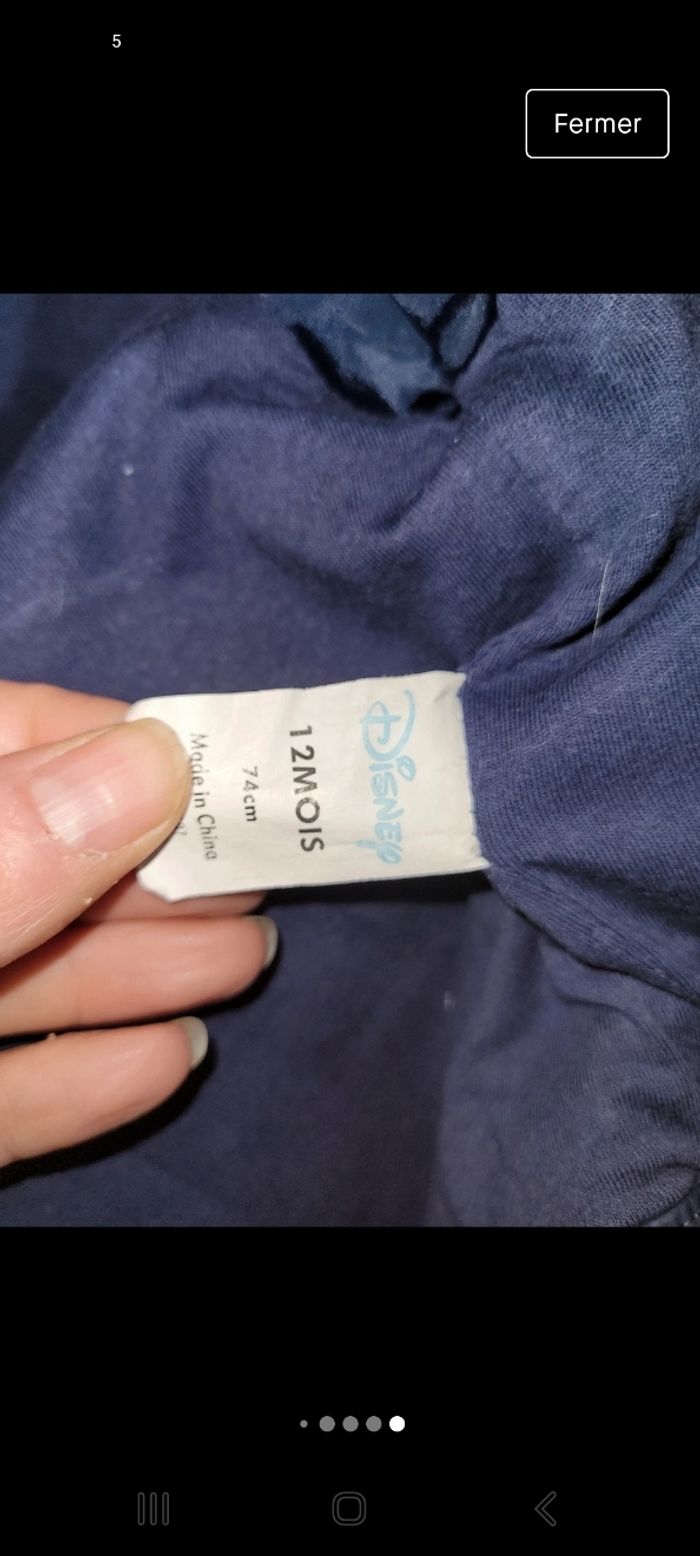 5
Fermer
Disney
12MOIS
74cm
Made in China